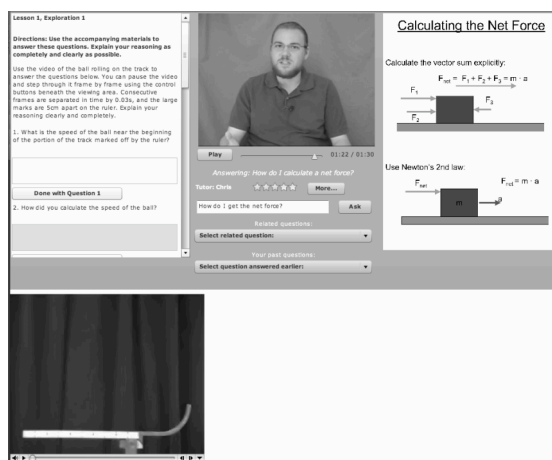 Lesson 1, Exploration 1
Directions: Use the accompanying materials to
answer these questions. Explain your reasoning as
completely and clearly as possible.
Use the video of the ball rolling on the track to
answer the questions below. You can pause the video
and step through it frame by frame using the control
buttons beneath the viewing area. Consecutive
frames are separated in time by 0.03s, and the large
marks are 5cm apart on the ruler. Explain your
reasoning clearly and completely.
1. What is the speed of the ball near the beginning
of the portion of the track marked off by the ruler?
Done with Question 1
2. How did you calculate the speed of the ball?
Play
01:22 / 01:30
Answering: How do I calculate a net force?
Tutor: Chris
More...
How do I get the net force?
Ask
Related questions:
Select related question:
Your past questions:
Select question answered earlier:
Calculating the Net Force
Calculate the vector sum explicitly:
Fnet = F1 + F2 + F3 = m · a
F1
F2
F3
Use Newton's 2nd law:
Fnet
Fnet = m · a
m
a